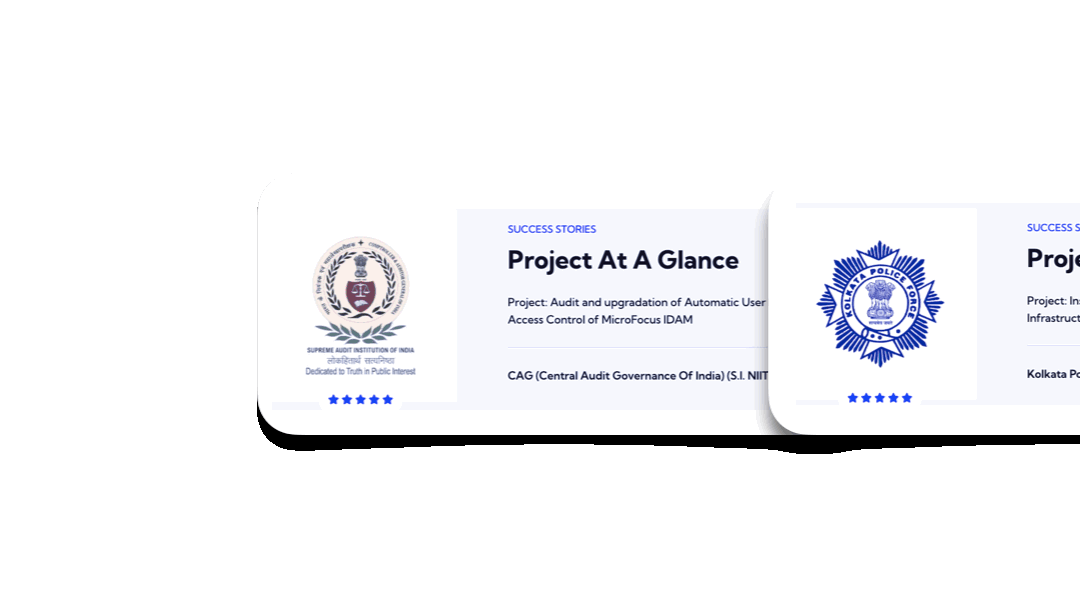 SUCCESS STORIES
Project At A Glance
Project: Audit and upgradation of Automatic User
Access Control of MicroFocus IDAM
CAG (Central Audit Governance Of India) (S.I. NIIT
SUPREME AUDIT INSTITUTION OF INDIA
लोकहितार्थ सत्यनिष्ठा
Dedicated to Truth in Public Interest
SUCCESS S
Proje
Project: In
Infrastruct
Kolkata Po
KOLKATA POLICE FORCE